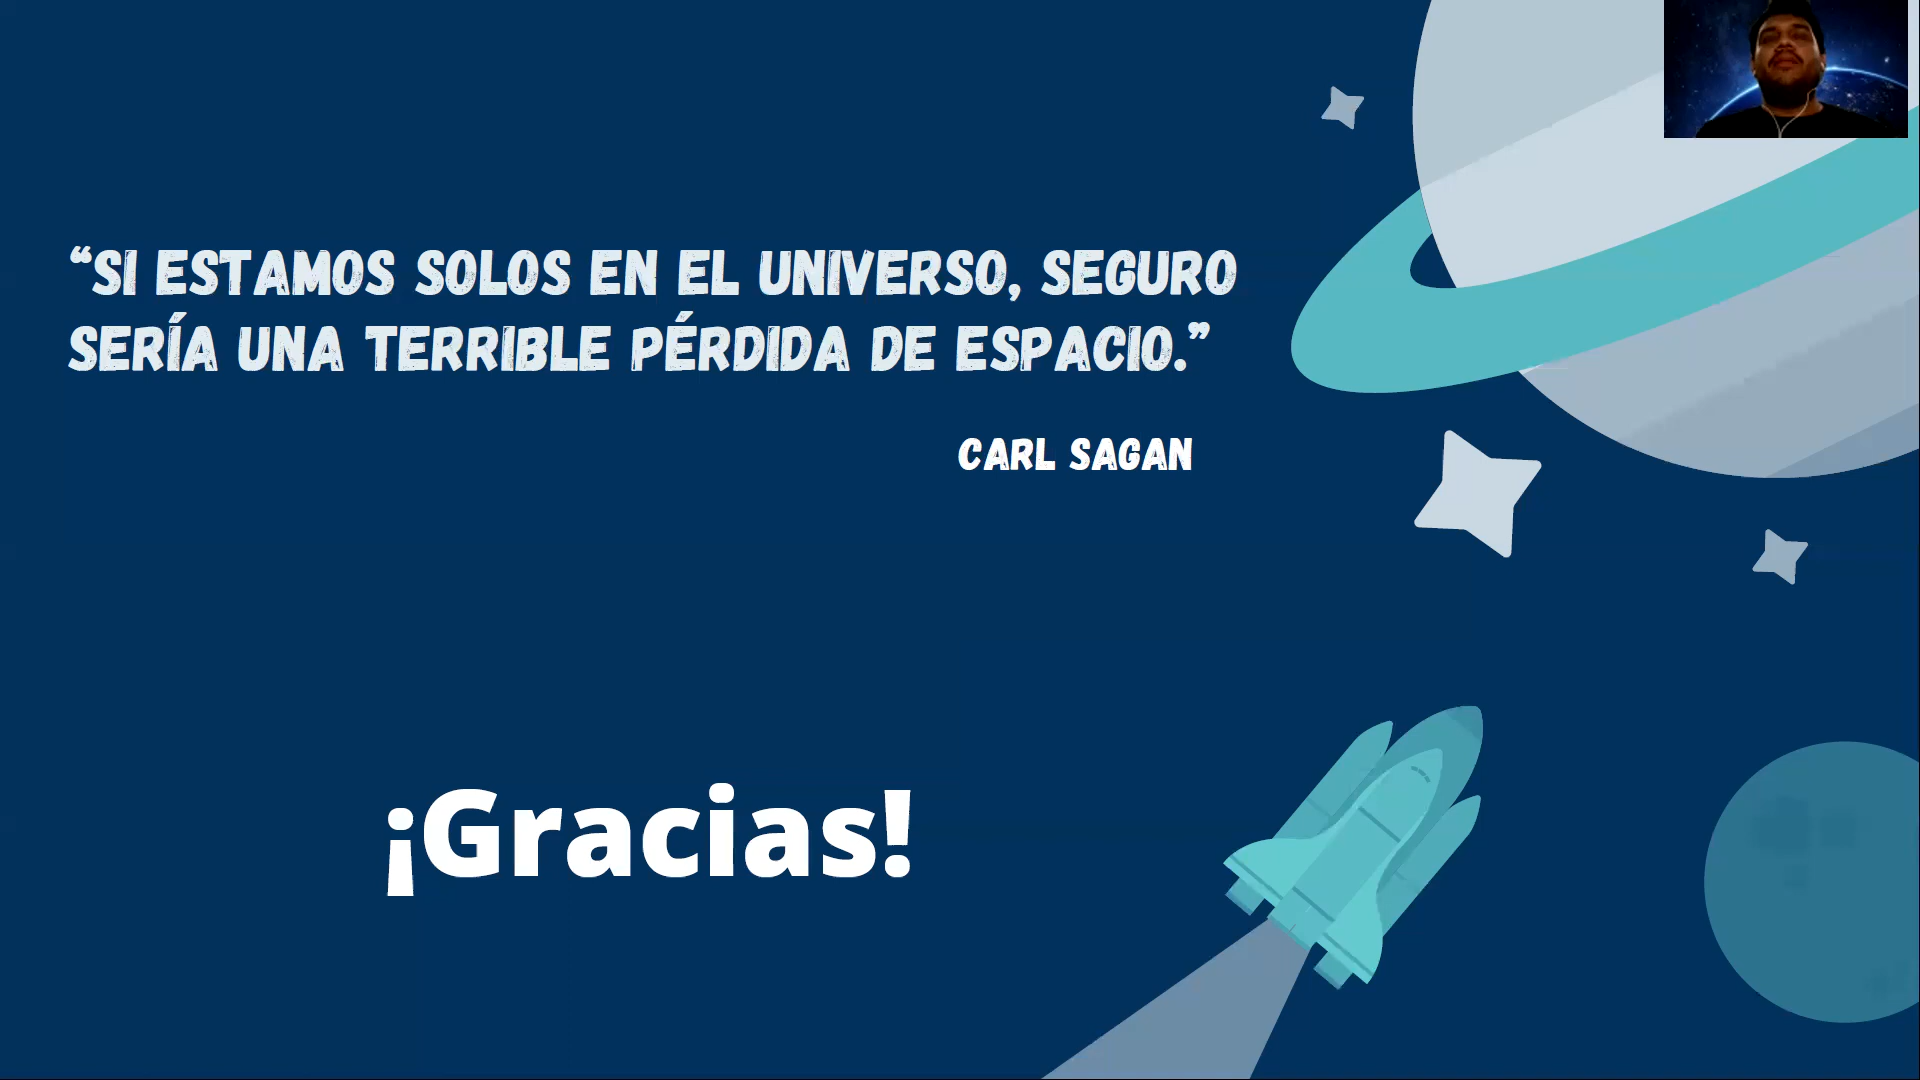 “SI ESTAMOS SOLOS EN EL UNIVERSO, SEGURO
SERÍA UNA TERRIBLE PÉRDIDA DE ESPACIO.”
CARL SAGAN
¡Gracias!